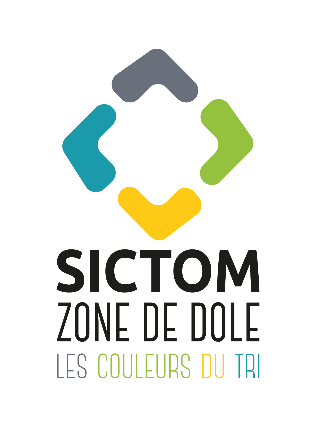 SICTOM
ZONE DE DOLE
LES COULEURS DU TRI